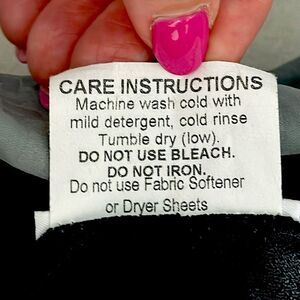 CARE INSTRUCTIONS
Machine wash cold with
mild detergent, cold rinse
Tumble dry (low).
DO NOT USE BLEACH.
DO NOT IRON.
Do not use Fabric Softener
or Dryer Sheets